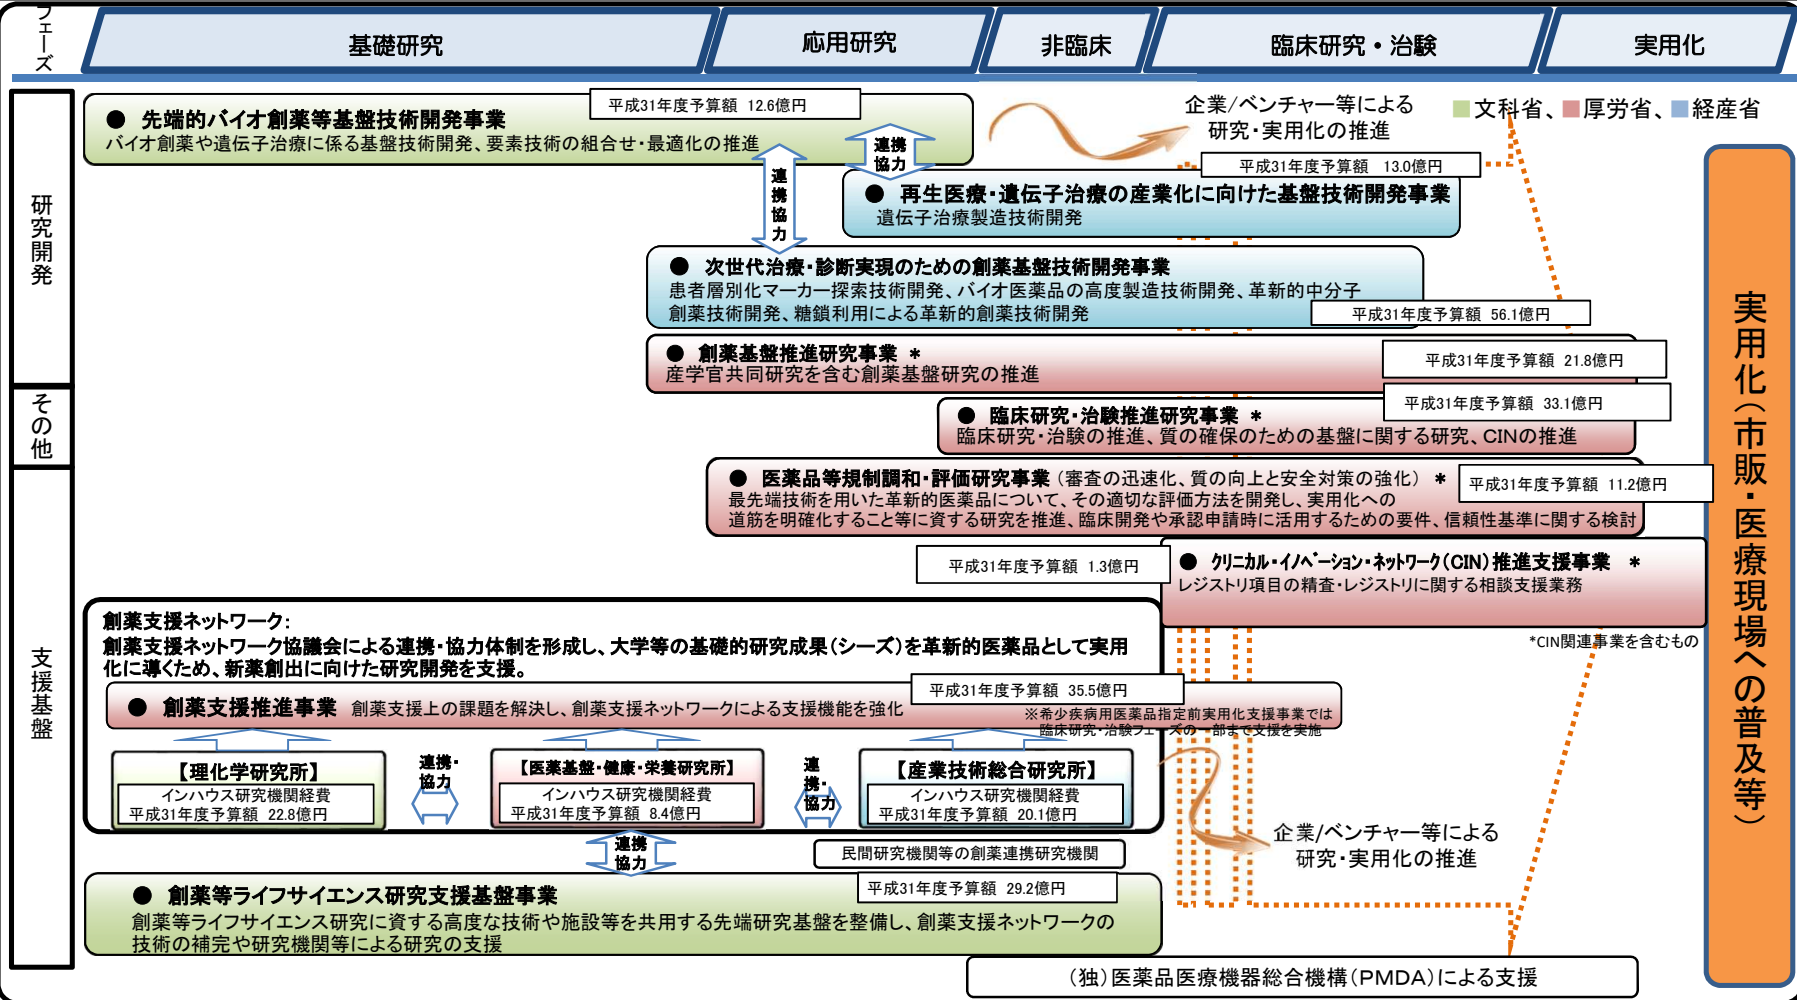 フェーズ
基礎研究
応用研究
非臨床
臨床研究・治験
実用化
研究開発
その他
支援基盤
平成31年度予算額 12.6億円
● 先端的バイオ創薬等基盤技術開発事業
バイオ創薬や遺伝子治療に係る基盤技術開発、要素技術の組合せ・最適化の推進
連携
協力
連携協力
企業/ベンチャー等による
研究・実用化の推進
■文科省、■厚労省、■経産省
平成31年度予算額 13.0億円
● 再生医療・遺伝子治療の産業化に向けた基盤技術開発事業
遺伝子治療製造技術開発
● 次世代治療・診断実現のための創薬基盤技術開発事業
患者層別化マーカー探索技術開発、バイオ医薬品の高度製造技術開発、革新的中分子
創薬技術開発、糖鎖利用による革新的創薬技術開発
平成31年度予算額 56.1億円
● 創薬基盤推進研究事業 *
産学官共同研究を含む創薬基盤研究の推進
平成31年度予算額 21.8億円
平成31年度予算額 33.1億円
● 臨床研究・治験推進研究事業 *
臨床研究・治験の推進、質の確保のための基盤に関する研究、CINの推進
● 医薬品等規制調和・評価研究事業(審査の迅速化、質の向上と安全対策の強化) *
平成31年度予算額 11.2億円
最先端技術を用いた革新的医薬品について、その適切な評価方法を開発し、実用化への
道筋を明確化すること等に資する研究を推進、臨床開発や承認申請時に活用するための要件、信頼性基準に関する検討
平成31年度予算額 1.3億円
● クリニカル・イノベーション・ネットワーク(CIN)推進支援事業 *
レジストリ項目の精査・レジストリに関する相談支援業務
*CIN関連事業を含むもの
創薬支援ネットワーク:
創薬支援ネットワーク協議会による連携・協力体制を形成し、大学等の基礎的研究成果(シーズ)を革新的医薬品として実用
化に導くため、新薬創出に向けた研究開発を支援。
平成31年度予算額 35.5億円
● 創薬支援推進事業 創薬支援上の課題を解決し、創薬支援ネットワークによる支援機能を強化
※希少疾病用医薬品指定前実用化支援事業では
臨床研究・治験フェーズの一部まで支援を実施
【理化学研究所】
インハウス研究機関経費
平成31年度予算額 22.8億円
連携・
協力
【医薬基盤・健康・栄養研究所】
インハウス研究機関経費
平成31年度予算額 8.4億円
連
携・
協力
【産業技術総合研究所】
インハウス研究機関経費
平成31年度予算額 20.1億円
連携
協力
民間研究機関等の創薬連携研究機関
企業/ベンチャー等による
研究・実用化の推進
● 創薬等ライフサイエンス研究支援基盤事業
平成31年度予算額 29.2億円
創薬等ライフサイエンス研究に資する高度な技術や施設等を共用する先端研究基盤を整備し、創薬支援ネットワークの
技術の補完や研究機関等による研究の支援
(独)医薬品医療機器総合機構(PMDA)による支援
実用化(市販・医療現場への普及等)